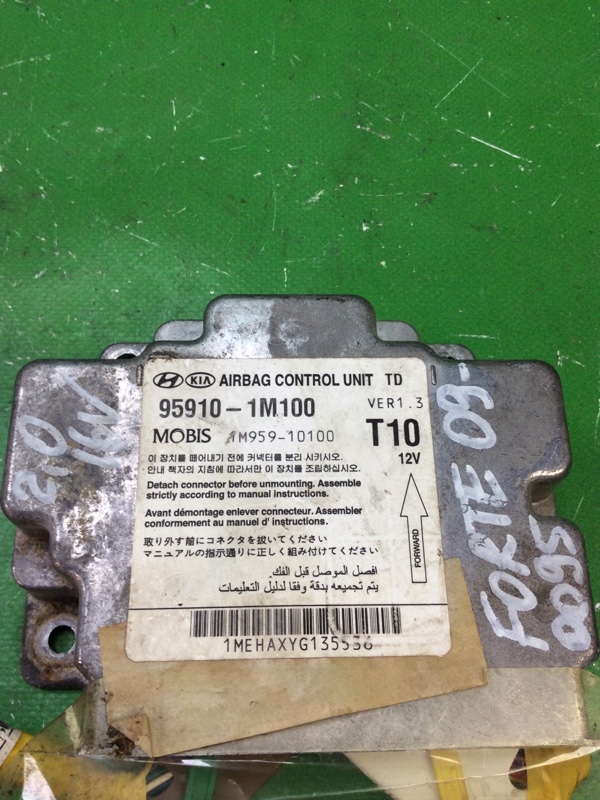 HYUNDAI KIA AIRBAG CONTROL UNIT TD
95910-1M100 VER1.3
MOBIS 1M959-10100 T10
12V
이 장치를 떼어내기 전에 커넥터를 분리 시키시오.
안내 책자의 지침에 따라서만 이 장치를 조립하십시오.
Detach connector before unmounting. Assemble
strictly according to manual instructions.
Avant démontage enlever connecteur. Assembler
conformement au manuel d' instructions.
取り外す前にコネクタを抜いてください
マニュアルの指示通りに正しく組み付けてください
افصل الموصل قبل الفك.
يتم تجميعه بدقة وفقا لدليل التعليمات
FORWARD
1MEHAXYG135536
2,0
16V
FORTE 09-
0095